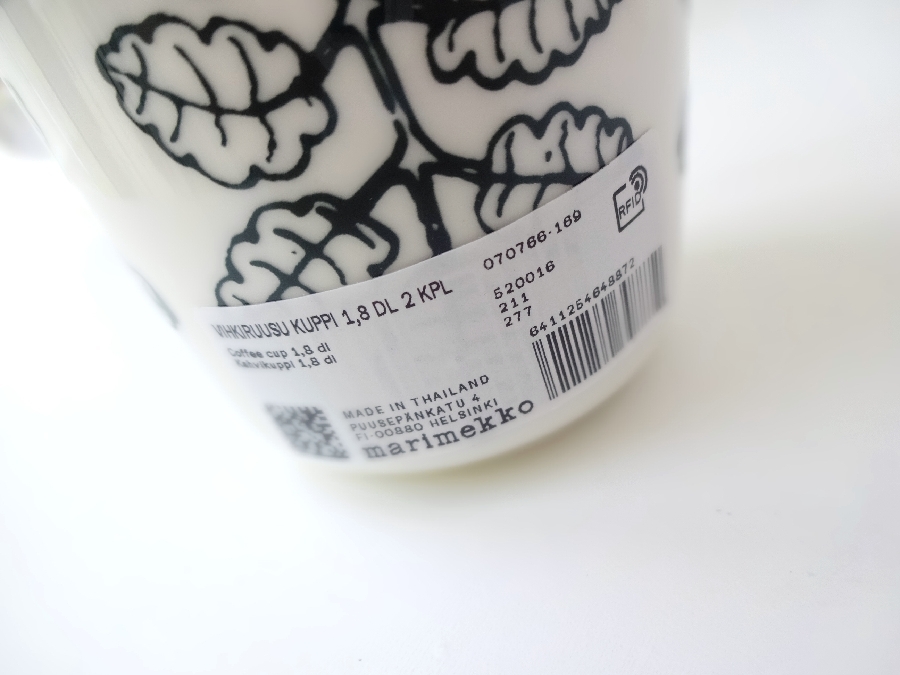 VIHKIRUUSU KUPPI 1,8 DL 2 KPL
Coffee cup 1,8 dl
Kahvikuppi 1,8 dl
070766-169
520016
211
277
RFID
6411254648872
MADE IN THAILAND
PUUSEPÄNKATU 4
FI-00880 HELSINKI
marimekko